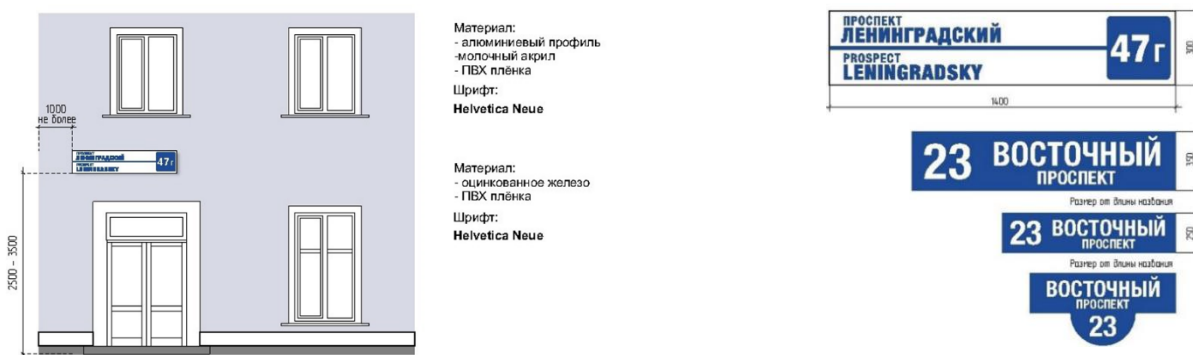 1000
не более
ПРОСПЕКТ
ЛЕНИНГРАДСКИЙ
PROSPECT
LENINGRADSKY
47г
2500 - 3500
Материал:
- алюминиевый профиль
-молочный акрил
- ПВХ плёнка
Шрифт:
Helvetica Neue
Материал:
- оцинкованное железо
- ПВХ плёнка
Шрифт:
Helvetica Neue
ПРОСПЕКТ
ЛЕНИНГРАДСКИЙ
PROSPECT
LENINGRADSKY
47г
300
1400
23 ВОСТОЧНЫЙ
ПРОСПЕКТ
350
Размер от длины названия
23 ВОСТОЧНЫЙ
ПРОСПЕКТ
250
Размер от длины названия
ВОСТОЧНЫЙ
ПРОСПЕКТ
23